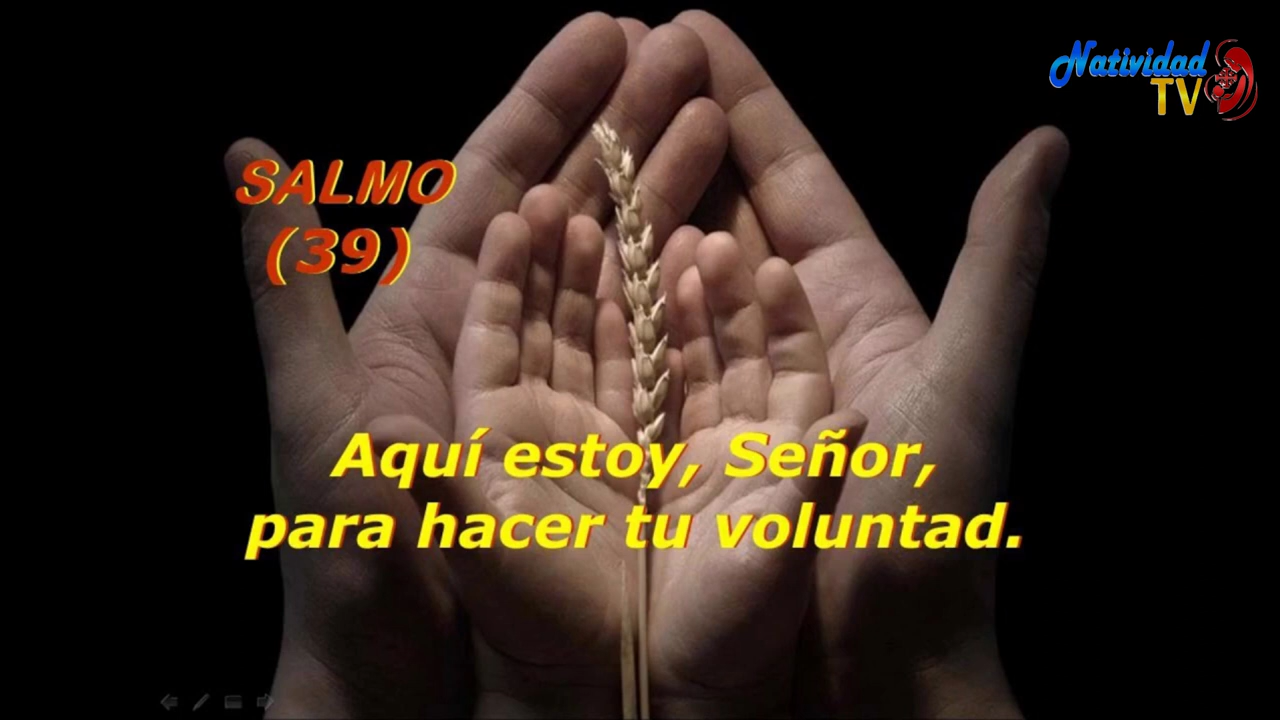 Natividad
TV
SALMO
(39)
Aquí estoy, Señor,
para hacer tu voluntad.